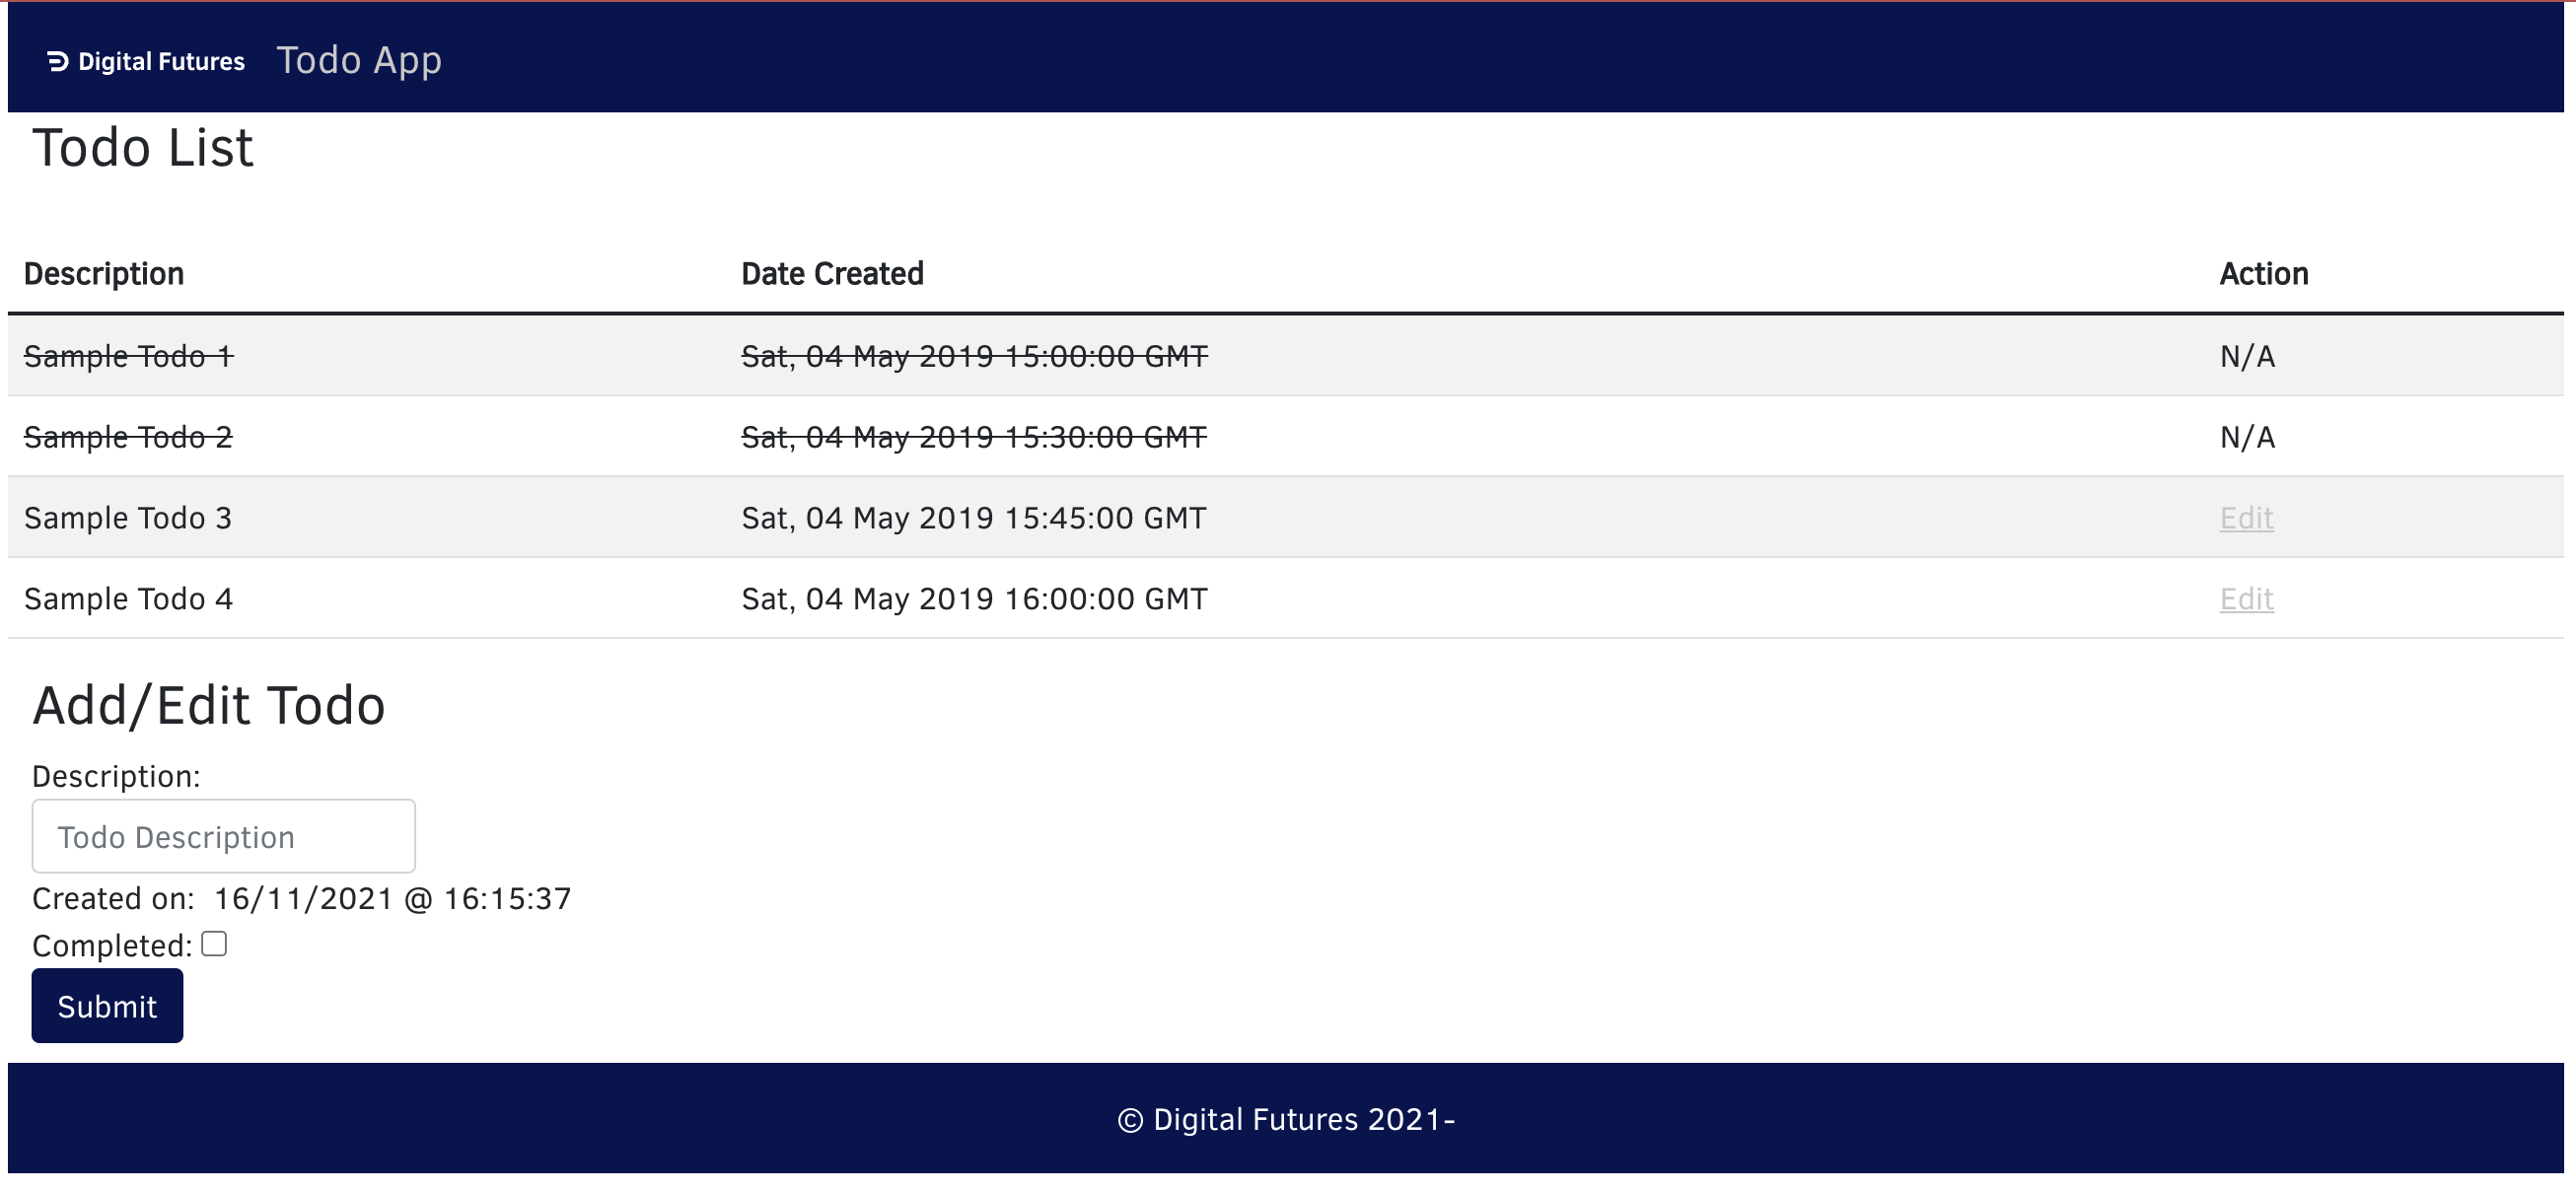 Digital Futures Todo App
Todo List
Description Date Created Action
Sample Todo 1 Sat, 04 May 2019 15:00:00 GMT N/A
Sample Todo 2 Sat, 04 May 2019 15:30:00 GMT N/A
Sample Todo 3 Sat, 04 May 2019 15:45:00 GMT Edit
Sample Todo 4 Sat, 04 May 2019 16:00:00 GMT Edit
Add/Edit Todo
Description:
Todo Description
Created on: 16/11/2021 @ 16:15:37
Completed:
Submit
© Digital Futures 2021-